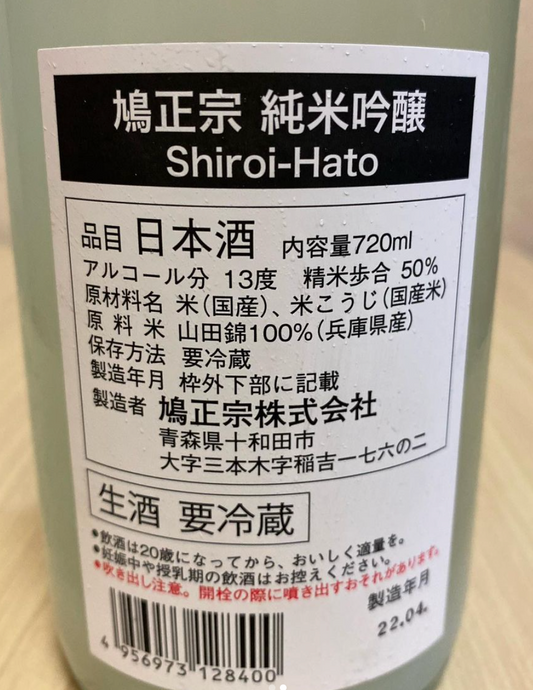 鳩正宗 純米吟醸
Shiroi-Hato
品目 日本酒 内容量720ml
アルコール分 13度 精米歩合 50%
原材料名 米(国産)、米こうじ(国産米)
原料米 山田錦100%(兵庫県産)
保存方法 要冷蔵
製造年月 枠外下部に記載
製造者 鳩正宗株式会社
青森県十和田市
大字三本木字稲吉一七六の二
生酒 要冷蔵
•飲酒は20歳になってから、おいしく適量を。
•妊娠中や授乳期の飲酒はお控えください。
•吹き出し注意。開栓の際に噴き出すおそれがあります。
製造年月
22.04.
4 956973 128400